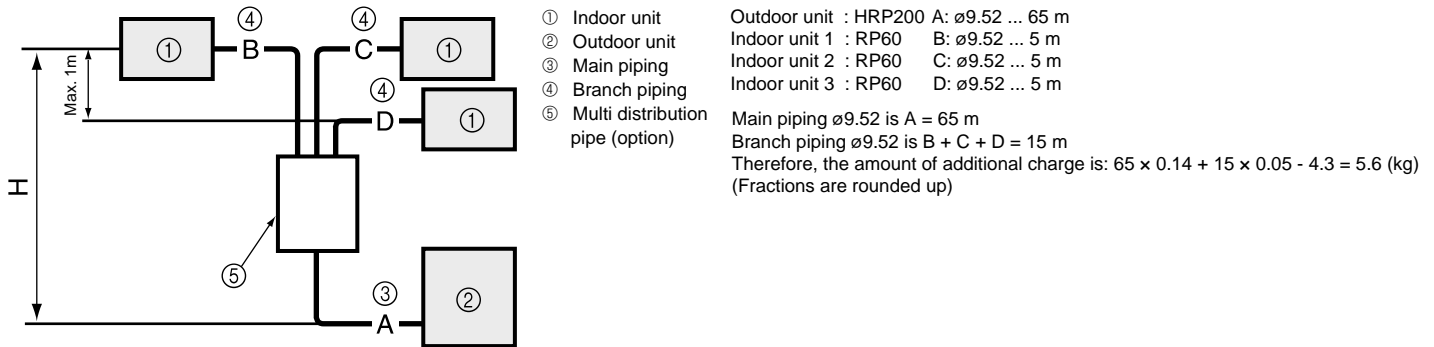 ④
④
①
B
C
①
④
D
①
Max. 1m
H
⑤
③
A
②
① Indoor unit
② Outdoor unit
③ Main piping
④ Branch piping
⑤ Multi distribution
pipe (option)
Outdoor unit : HRP200 A: ø9.52 ... 65 m
Indoor unit 1 : RP60 B: ø9.52 ... 5 m
Indoor unit 2 : RP60 C: ø9.52 ... 5 m
Indoor unit 3 : RP60 D: ø9.52 ... 5 m
Main piping ø9.52 is A = 65 m
Branch piping ø9.52 is B + C + D = 15 m
Therefore, the amount of additional charge is: 65 × 0.14 + 15 × 0.05 - 4.3 = 5.6 (kg)
(Fractions are rounded up)